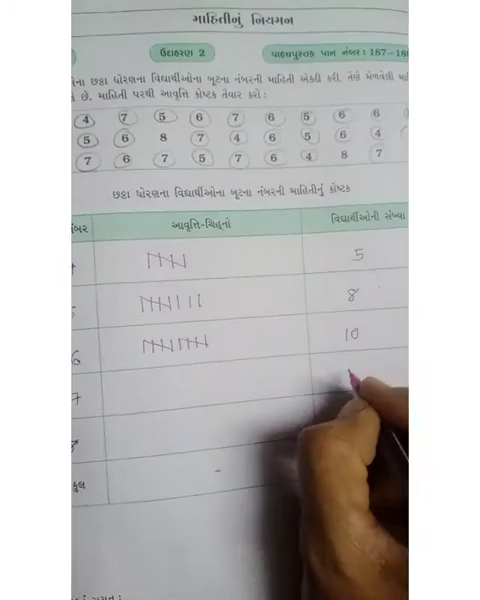 માહિતીનું નિયમન
ઉદાહરણ 2
પાઠ્યપુસ્તક પાન નંબર : 187-18
ના છઠ્ઠા ધોરણના વિદ્યાર્થીઓના બૂટના નંબરની માહિતી એકઠી કરી. તેણે મેળવેલી મા
છે. માહિતી પરથી આવૃત્તિ કોષ્ટક તૈયાર કરો :
4 7 5 6 7 6 5 6 6
5 6 8 7 4 6 5 6 4
7 6 7 5 7 6 4 8 7
છઠ્ઠા ધોરણના વિદ્યાર્થીઓના બૂટના નંબરની માહિતીનું કોષ્ટક
નંબર આવૃત્તિ-ચિહ્નો વિદ્યાર્થીઓની સંખ્યા
5
8
6 10
7
8
કુલ